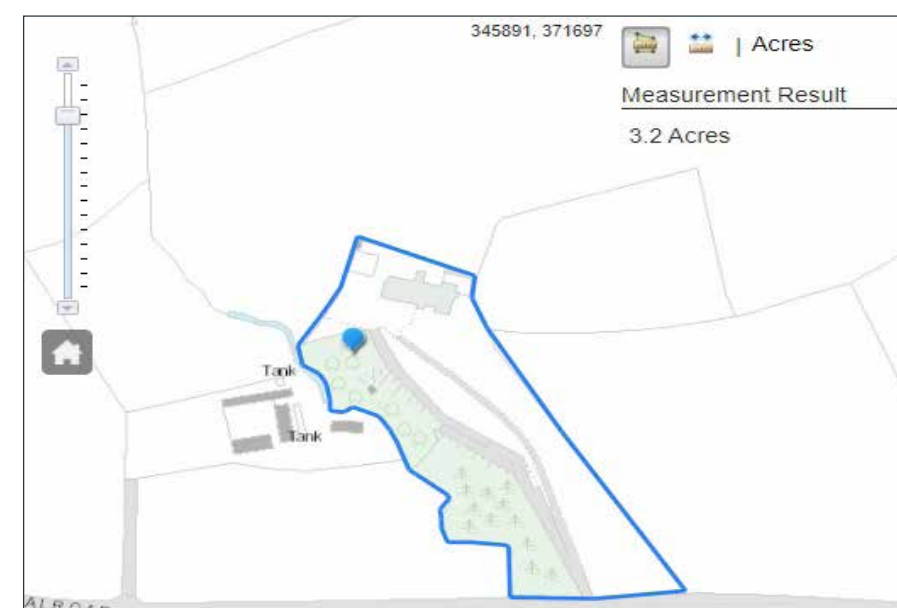 345891, 371697
| Acres
Measurement Result
3.2 Acres
Tank
Tank